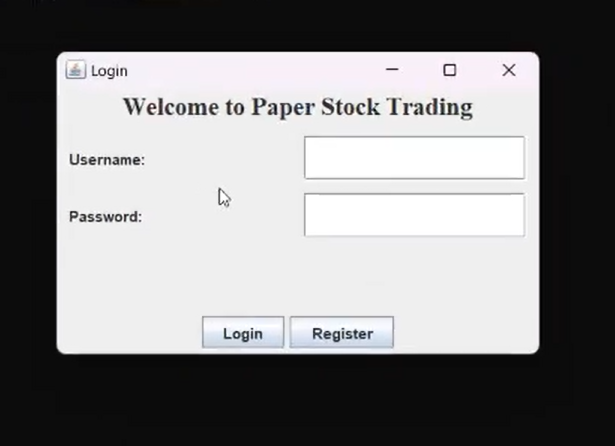 Login
Welcome to Paper Stock Trading
Username:
Password:
Login Register